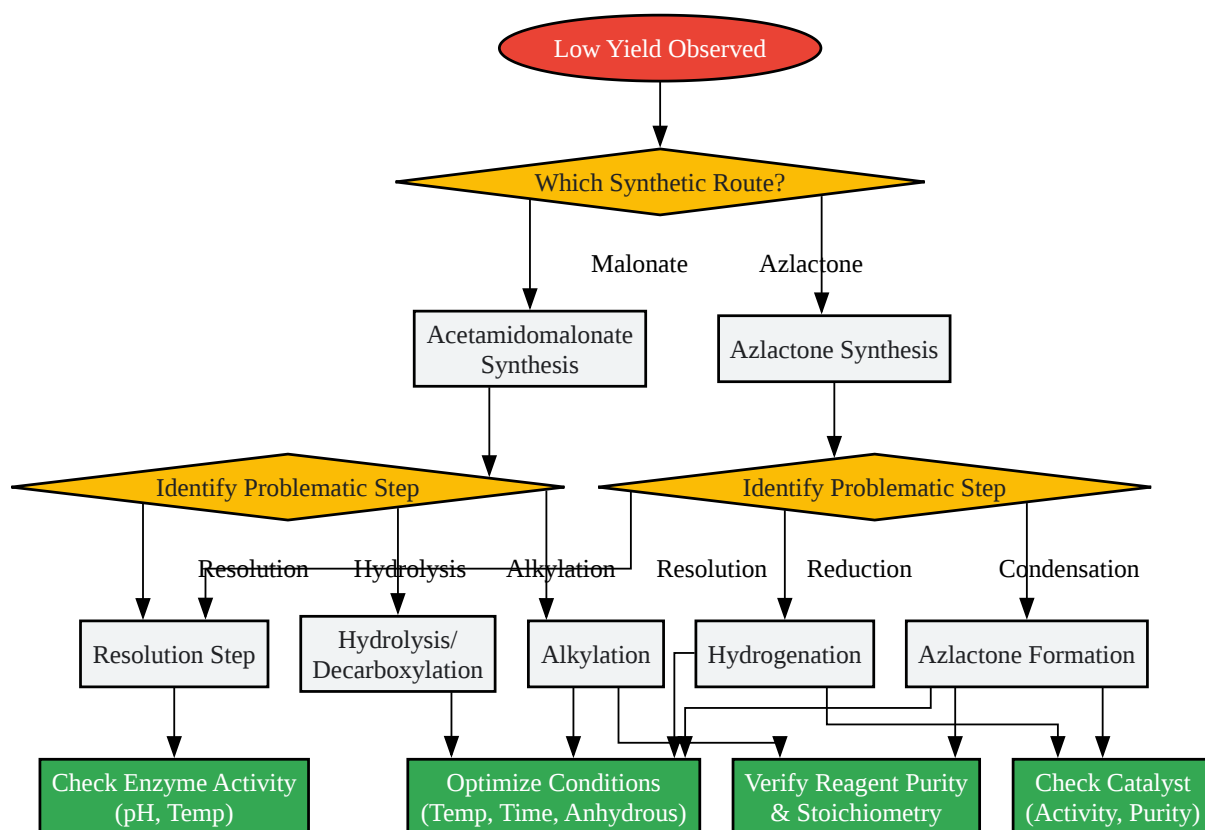 Low Yield Observed
Which Synthetic Route?
Malonate
Azlactone
Acetamidomalonate
Synthesis
Azlactone Synthesis
Identify Problematic Step
Identify Problematic Step
Resolution
Hydrolysis
Alkylation
Resolution
Reduction
Condensation
Resolution Step
Hydrolysis/
Decarboxylation
Alkylation
Hydrogenation
Azlactone Formation
Check Enzyme Activity
(pH, Temp)
Optimize Conditions
(Temp, Time, Anhydrous)
Verify Reagent Purity
& Stoichiometry
Check Catalyst
(Activity, Purity)